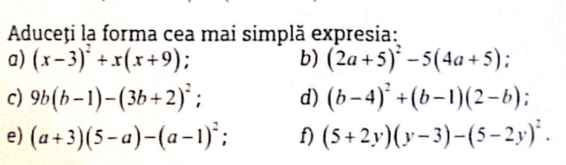 Aduceți la forma cea mai simplă expresia:
a) (x−3)² + x(x+9); b) (2a+5)² −5(4a+5);
c) 9b(b−1)−(3b+2)²; d) (b−4)² +(b−1)(2−b);
e) (a+3)(5−a)−(a−1)²; f) (5+2y)(y−3)−(5−2y)².